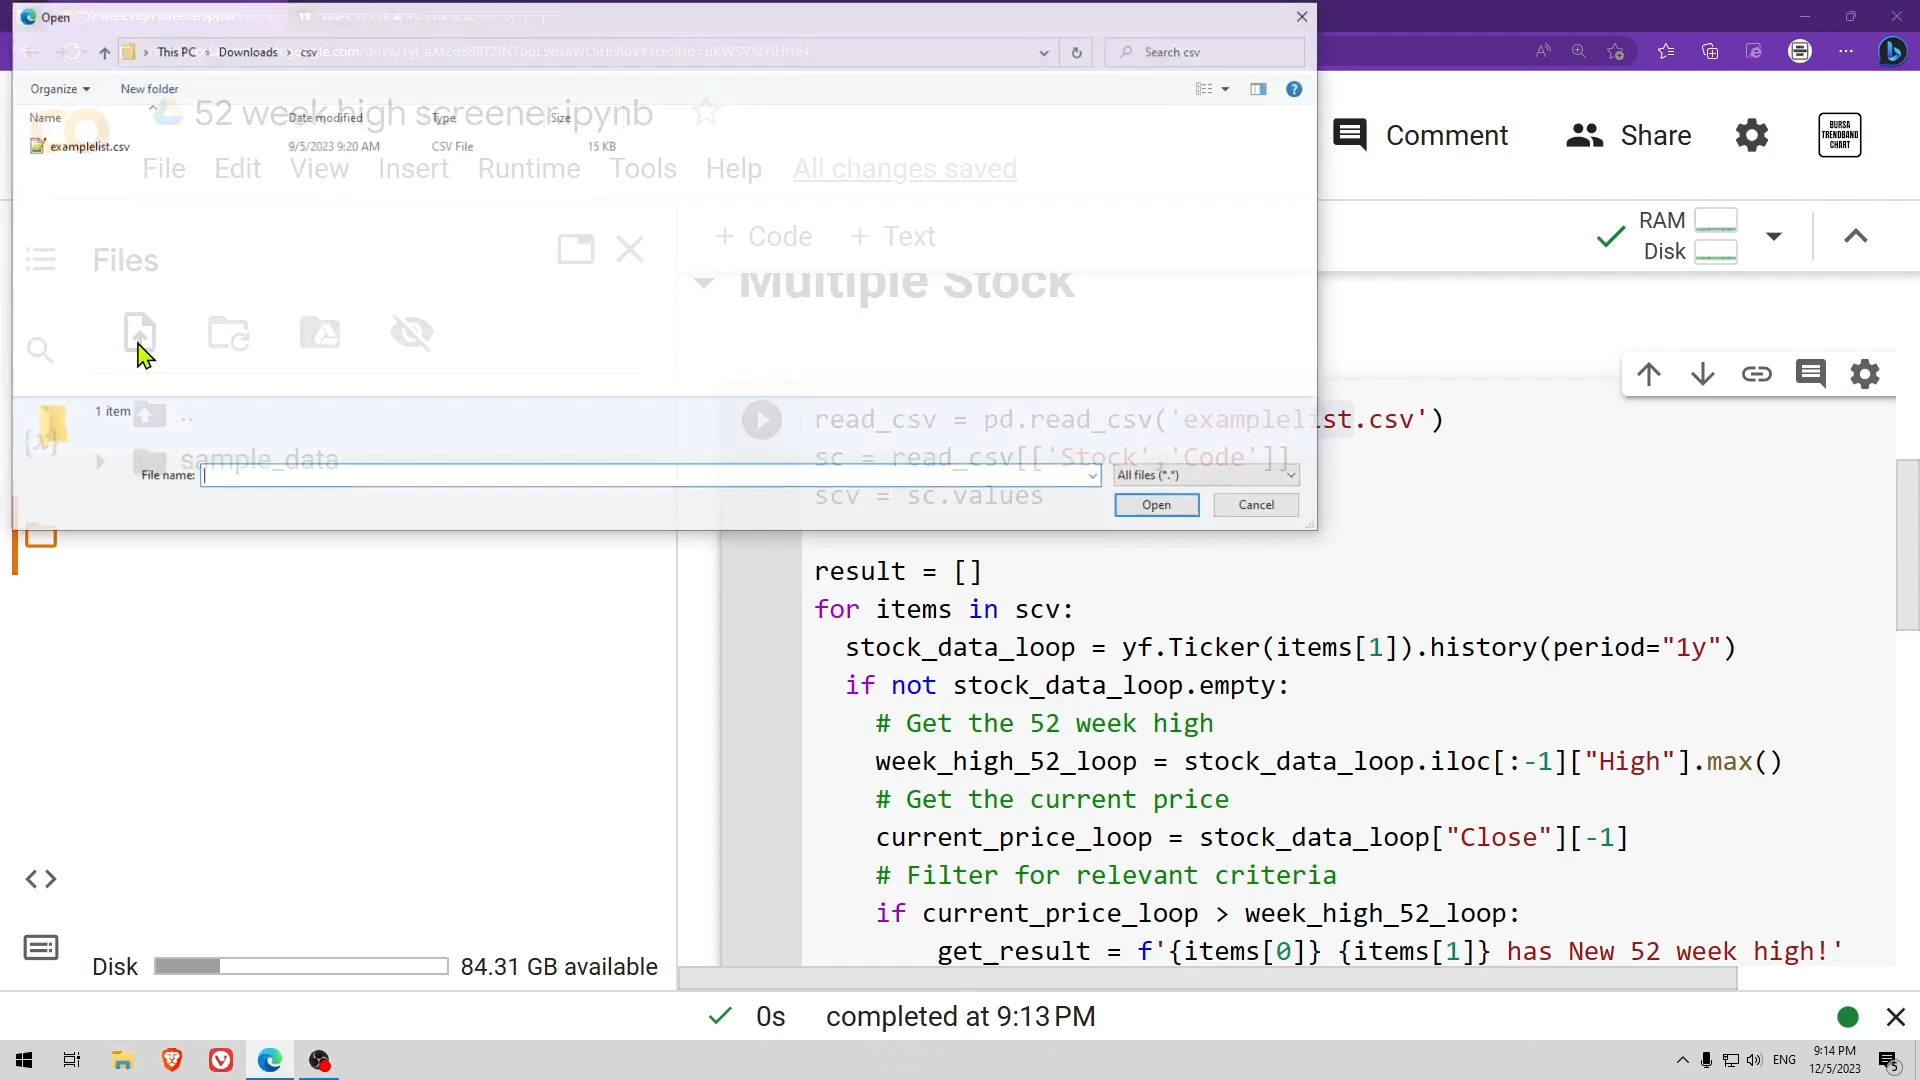 Open
This PC › Downloads › csv
Search csv
Organize
New folder
Name
Date modified
Type
Size
examplelist.csv
9/5/2023 9:20 AM
CSV File
15 KB
52 week high screener.ipynb
File Edit View Insert Runtime Tools Help All changes saved
Comment
Share
BURSA
TRENDBAND
CHART
RAM
Disk
+ Code + Text
Files
Multiple Stock
1 item
..
sample_data
File name:
All files (*.*)
Open
Cancel
{x}
read_csv = pd.read_csv('examplelist.csv')
sc = read_csv[['Stock','Code']]
scv = sc.values
result = []
for items in scv:
stock_data_loop = yf.Ticker(items[1]).history(period="1y")
if not stock_data_loop.empty:
# Get the 52 week high
week_high_52_loop = stock_data_loop.iloc[:-1]["High"].max()
# Get the current price
current_price_loop = stock_data_loop["Close"][-1]
# Filter for relevant criteria
if current_price_loop > week_high_52_loop:
get_result = f'{items[0]} {items[1]} has New 52 week high!'
Disk
84.31 GB available
0s completed at 9:13 PM
ENG
9:14 PM
12/5/2023
5